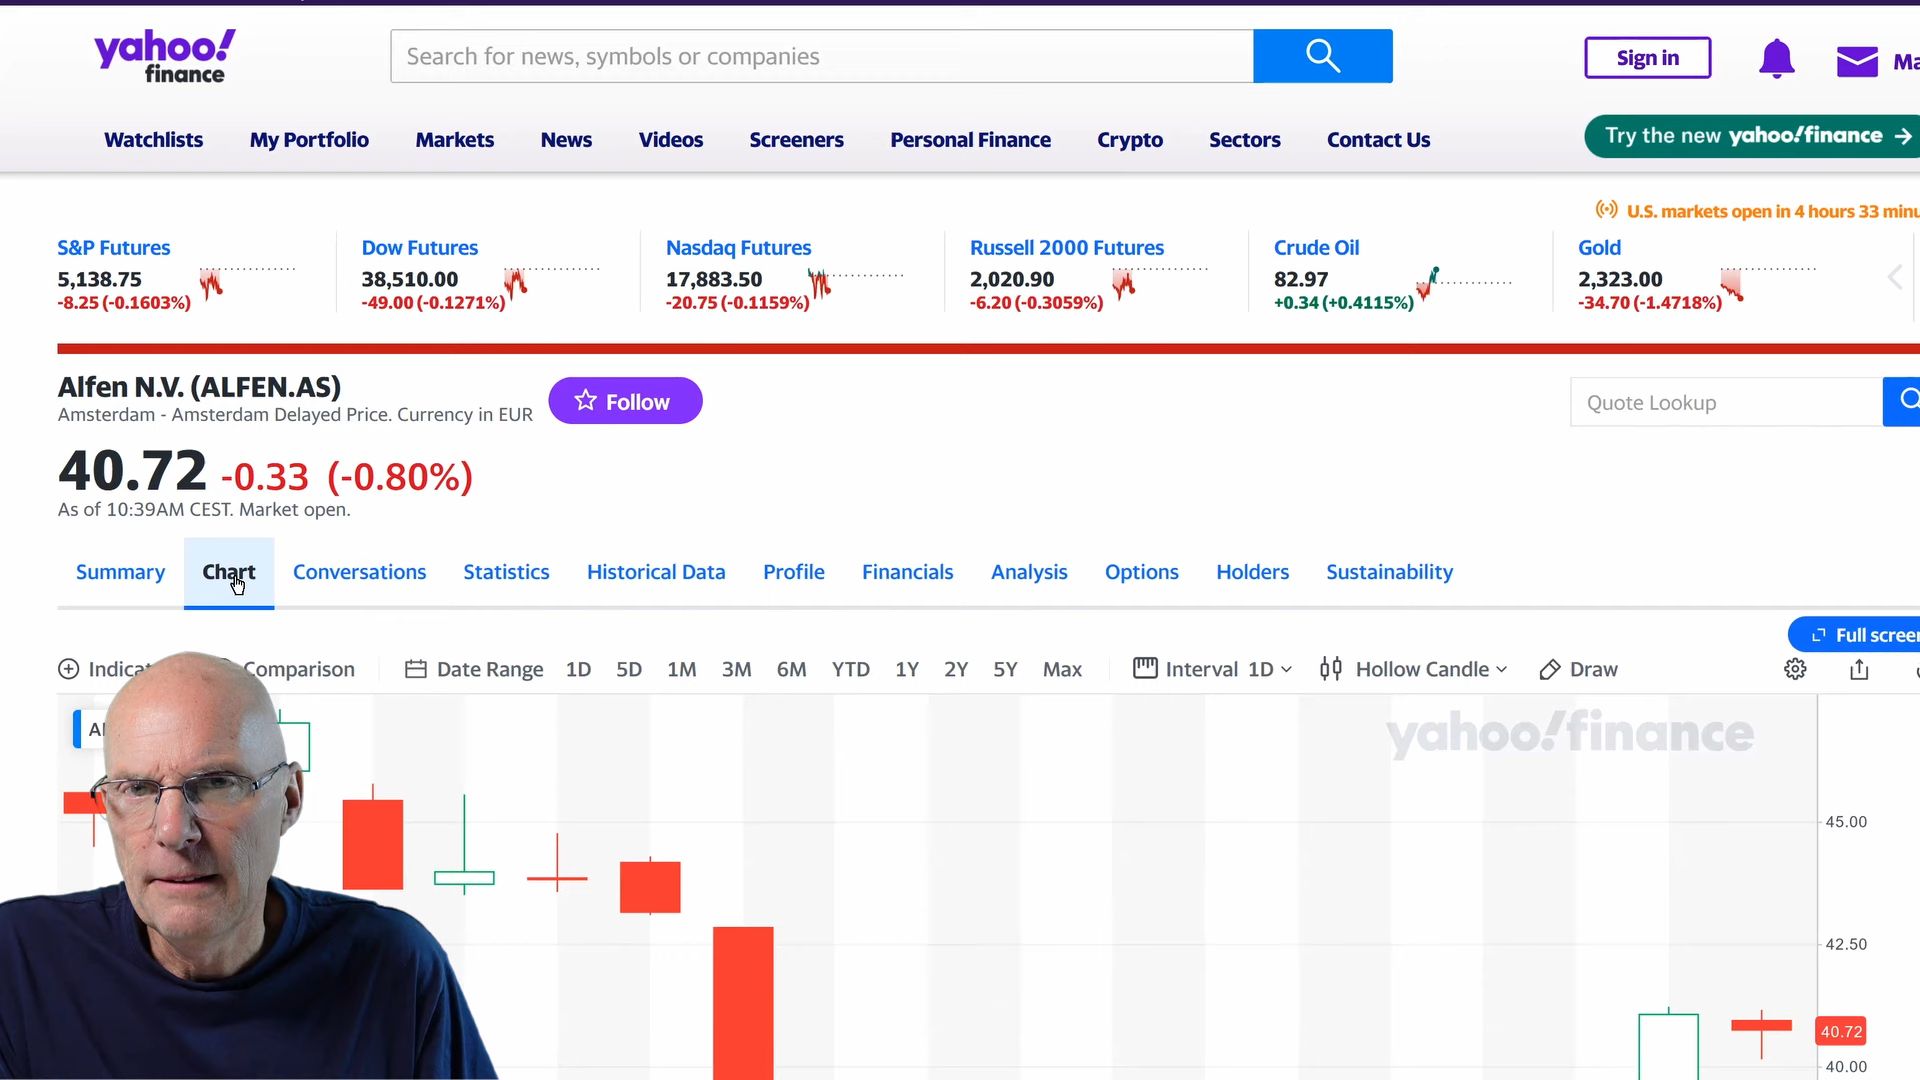 yahoo!
finance
Search for news, symbols or companies
Sign in
Ma
Watchlists My Portfolio Markets News Videos Screeners Personal Finance Crypto Sectors Contact Us
Try the new yahoo!finance →
U.S. markets open in 4 hours 33 minu
S&P Futures
5,138.75
-8.25 (-0.1603%)
Dow Futures
38,510.00
-49.00 (-0.1271%)
Nasdaq Futures
17,883.50
-20.75 (-0.1159%)
Russell 2000 Futures
2,020.90
-6.20 (-0.3059%)
Crude Oil
82.97
+0.34 (+0.4115%)
Gold
2,323.00
-34.70 (-1.4718%)
Alfen N.V. (ALFEN.AS)
Amsterdam - Amsterdam Delayed Price. Currency in EUR
Follow
Quote Lookup
40.72 -0.33 (-0.80%)
As of 10:39AM CEST. Market open.
Summary Chart Conversations Statistics Historical Data Profile Financials Analysis Options Holders Sustainability
Full screen
Indicat Comparison Date Range 1D 5D 1M 3M 6M YTD 1Y 2Y 5Y Max Interval 1D Hollow Candle Draw
Al
yahoo!finance
45.00
42.50
40.72
40.00